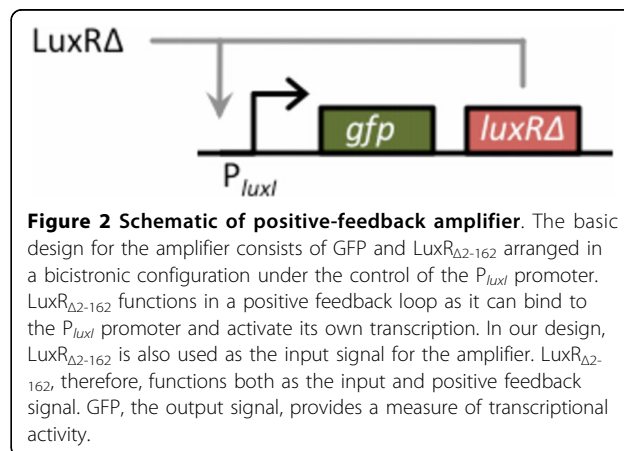 LuxRΔ
gfp
luxRΔ
PluxI
Figure 2 Schematic of positive-feedback amplifier. The basic
design for the amplifier consists of GFP and LuxRΔ2-162 arranged in
a bicistronic configuration under the control of the PluxI promoter.
LuxRΔ2-162 functions in a positive feedback loop as it can bind to
the PluxI promoter and activate its own transcription. In our design,
LuxRΔ2-162 is also used as the input signal for the amplifier. LuxRΔ2-
162, therefore, functions both as the input and positive feedback
signal. GFP, the output signal, provides a measure of transcriptional
activity.